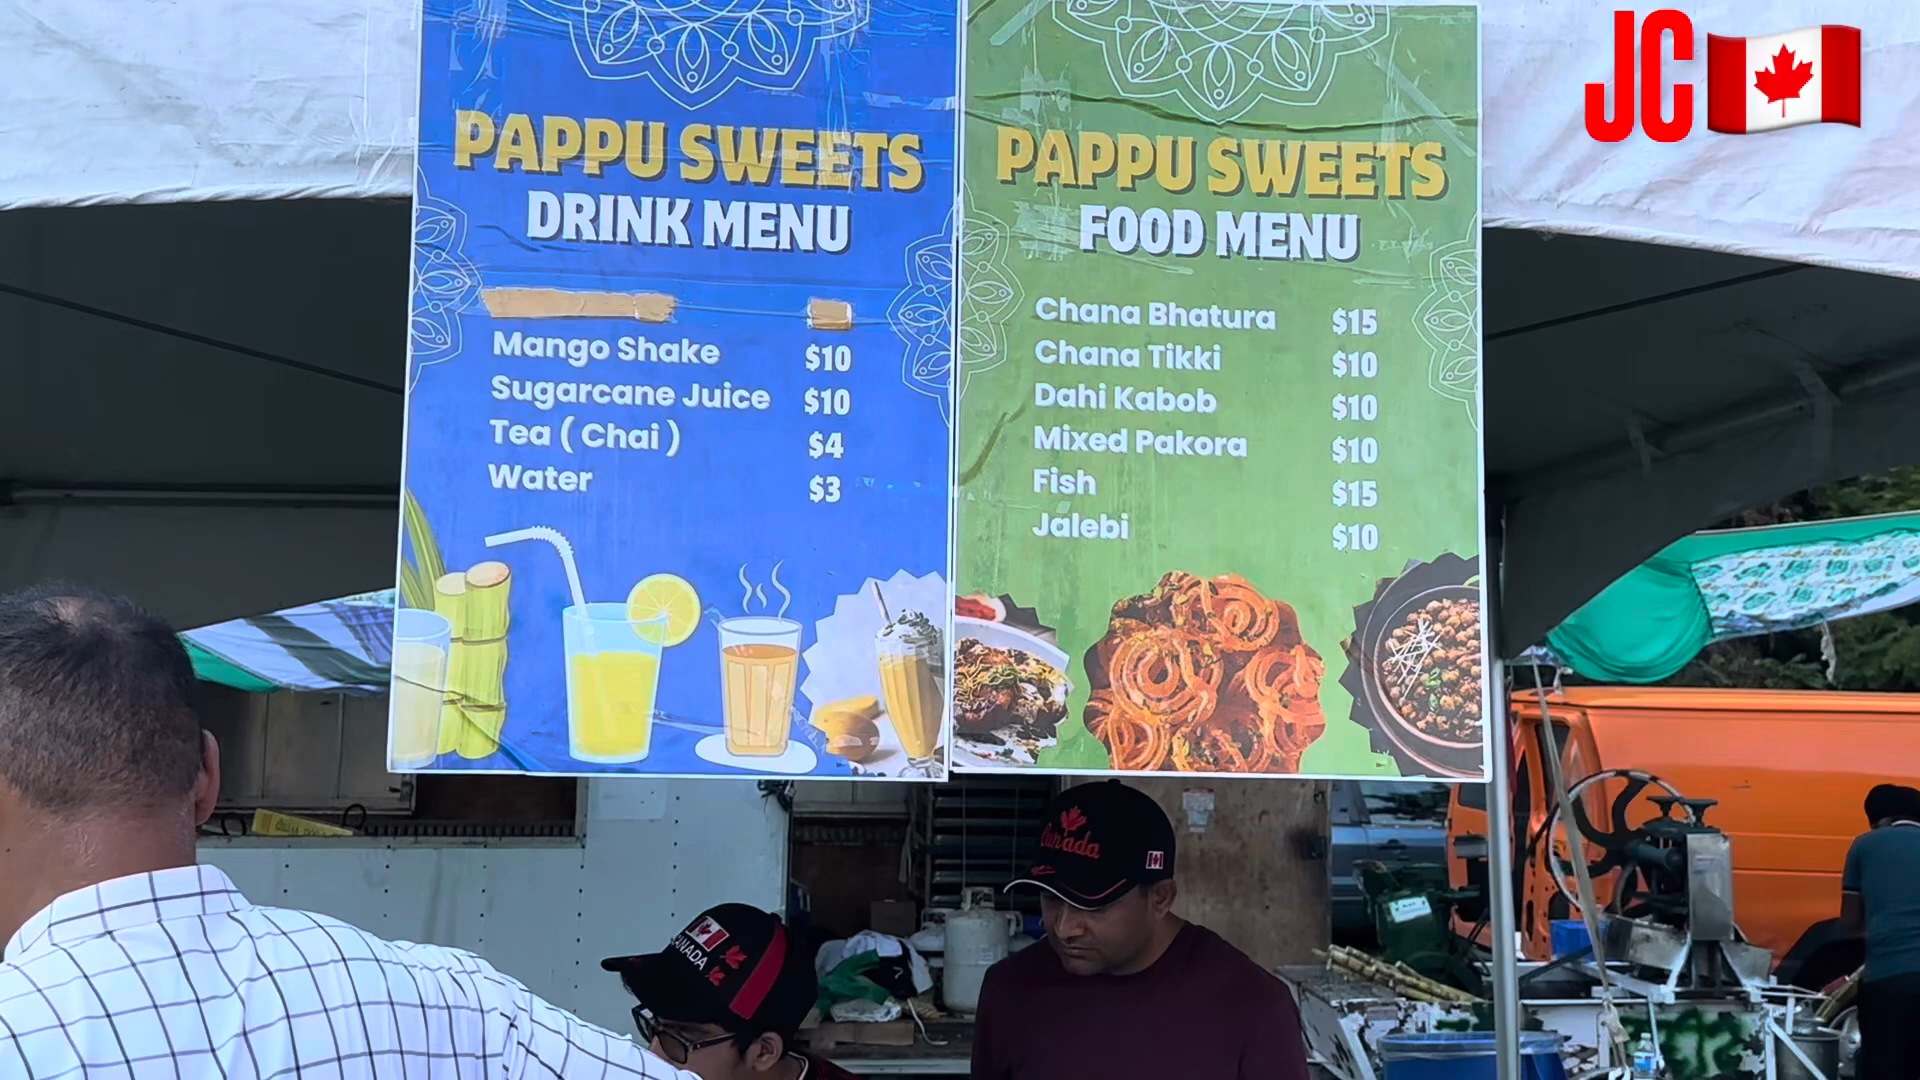 JC
PAPPU SWEETS
DRINK MENU
Mango Shake $10
Sugarcane Juice $10
Tea ( Chai ) $4
Water $3
PAPPU SWEETS
FOOD MENU
Chana Bhatura $15
Chana Tikki $10
Dahi Kabob $10
Mixed Pakora $10
Fish $15
Jalebi $10
Canada
CANADA